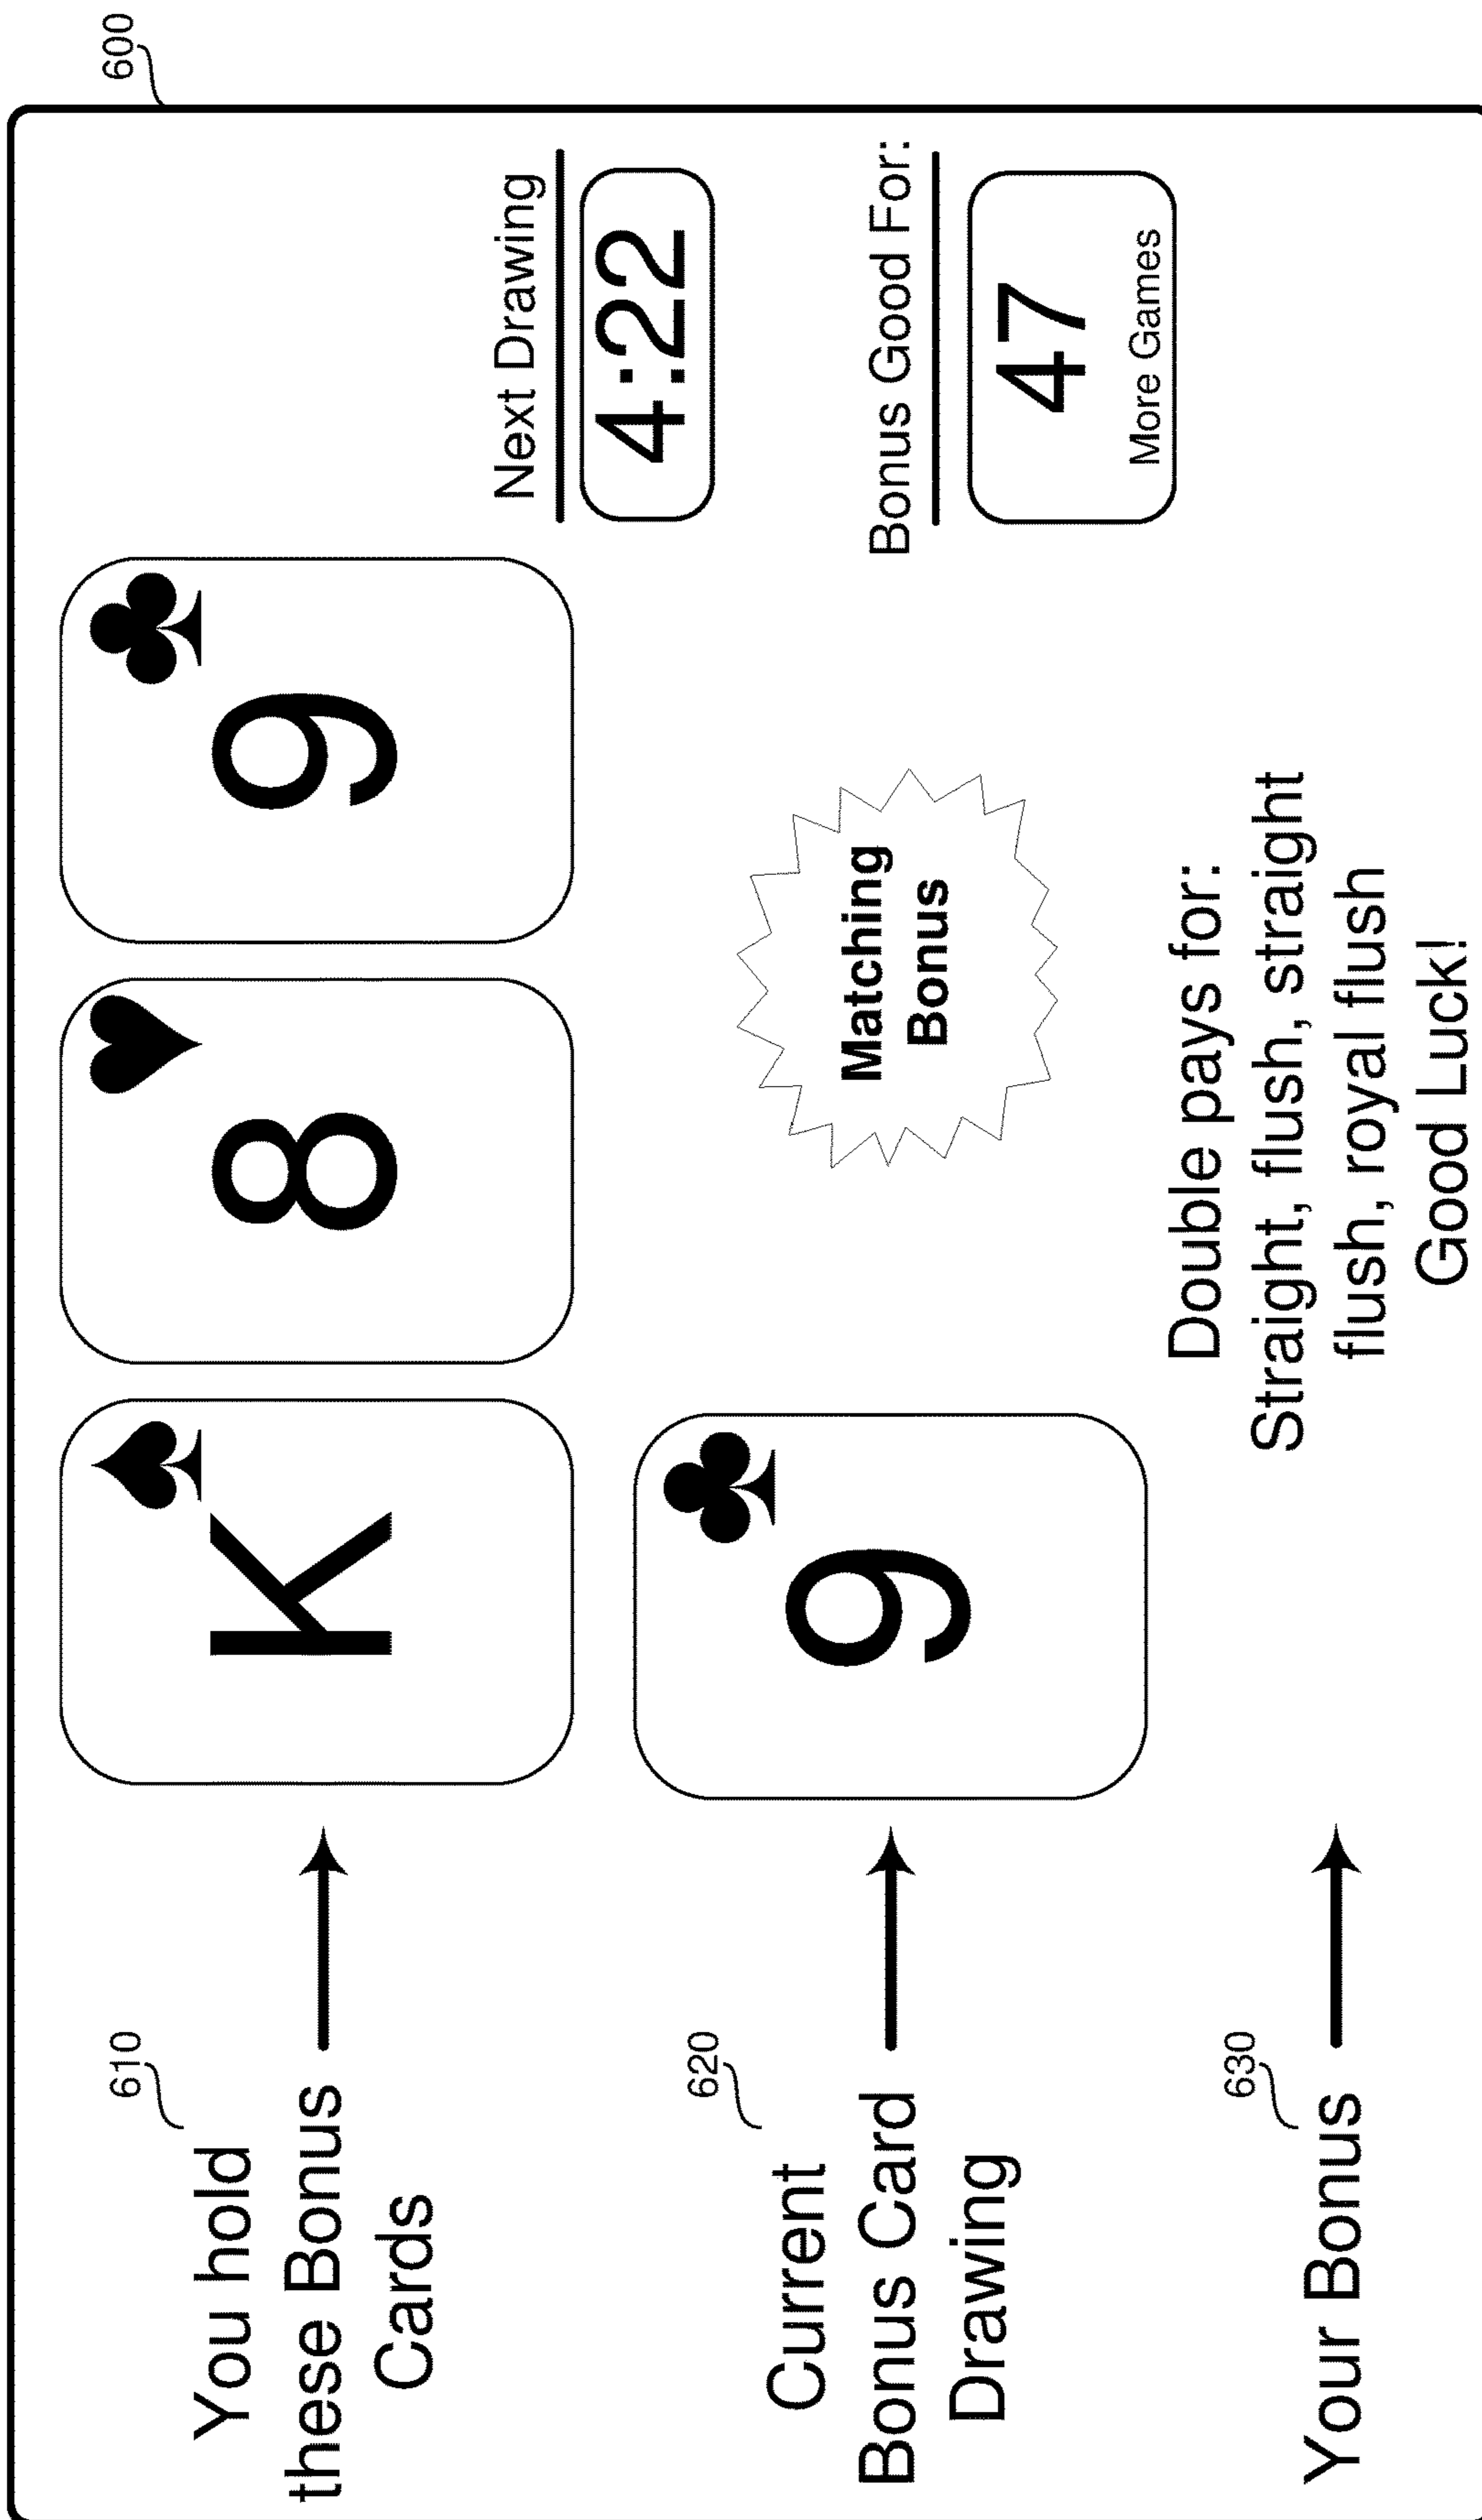 600
610
You hold
these Bonus
Cards
K
8
9
Next Drawing
4:22
620
Current
Bonus Card
Drawing
9
Matching
Bonus
Bonus Good For:
47
More Games
630
Your Bonus
Double pays for:
Straight, flush, straight
flush, royal flush
Good Luck!